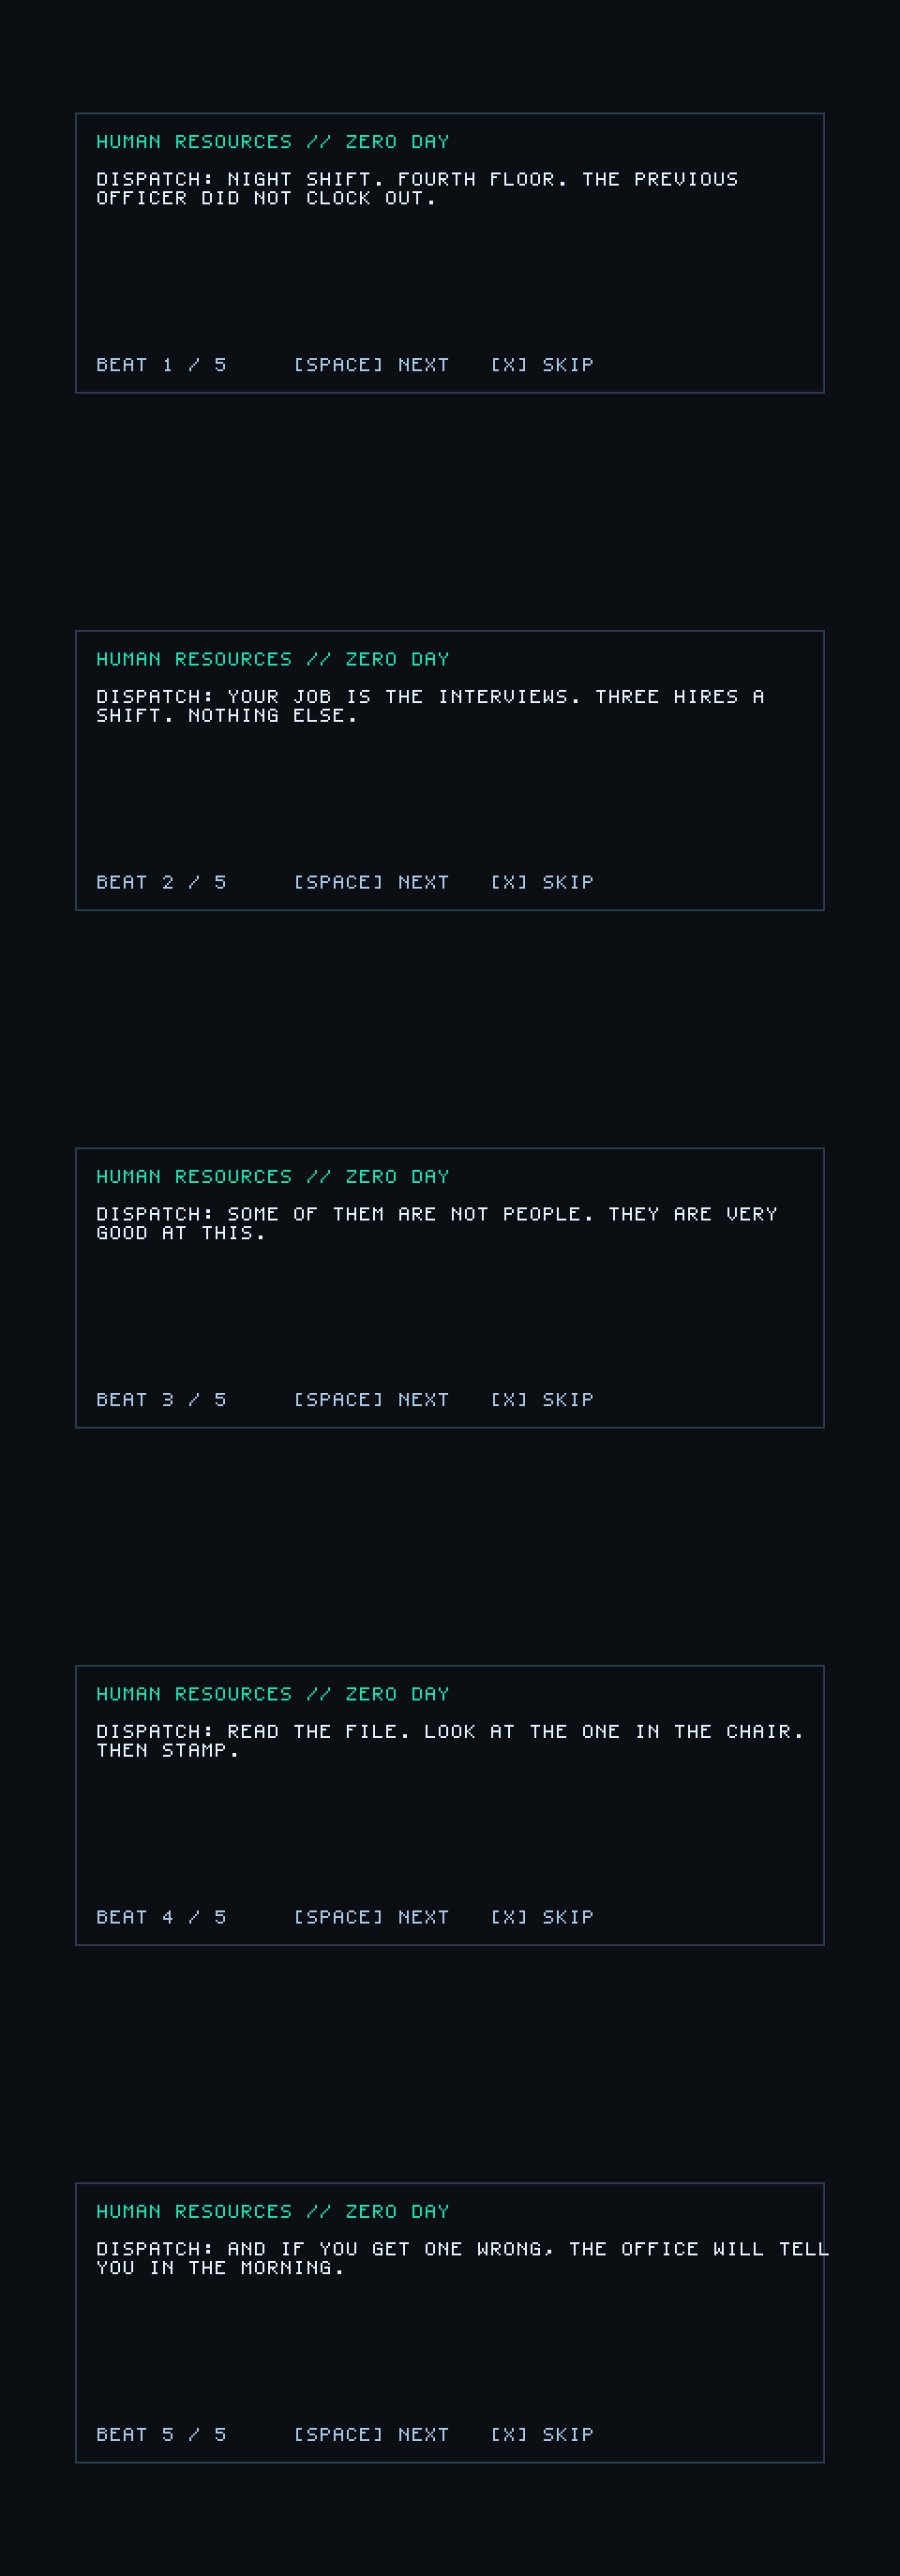 HUMAN RESOURCES // ZERO DAY
DISPATCH: NIGHT SHIFT. FOURTH FLOOR. THE PREVIOUS
OFFICER DID NOT CLOCK OUT.
BEAT 1 / 5 [SPACE] NEXT [X] SKIP
HUMAN RESOURCES // ZERO DAY
DISPATCH: YOUR JOB IS THE INTERVIEWS. THREE HIRES A
SHIFT. NOTHING ELSE.
BEAT 2 / 5 [SPACE] NEXT [X] SKIP
HUMAN RESOURCES // ZERO DAY
DISPATCH: SOME OF THEM ARE NOT PEOPLE. THEY ARE VERY
GOOD AT THIS.
BEAT 3 / 5 [SPACE] NEXT [X] SKIP
HUMAN RESOURCES // ZERO DAY
DISPATCH: READ THE FILE. LOOK AT THE ONE IN THE CHAIR.
THEN STAMP.
BEAT 4 / 5 [SPACE] NEXT [X] SKIP
HUMAN RESOURCES // ZERO DAY
DISPATCH: AND IF YOU GET ONE WRONG, THE OFFICE WILL TELL
YOU IN THE MORNING.
BEAT 5 / 5 [SPACE] NEXT [X] SKIP